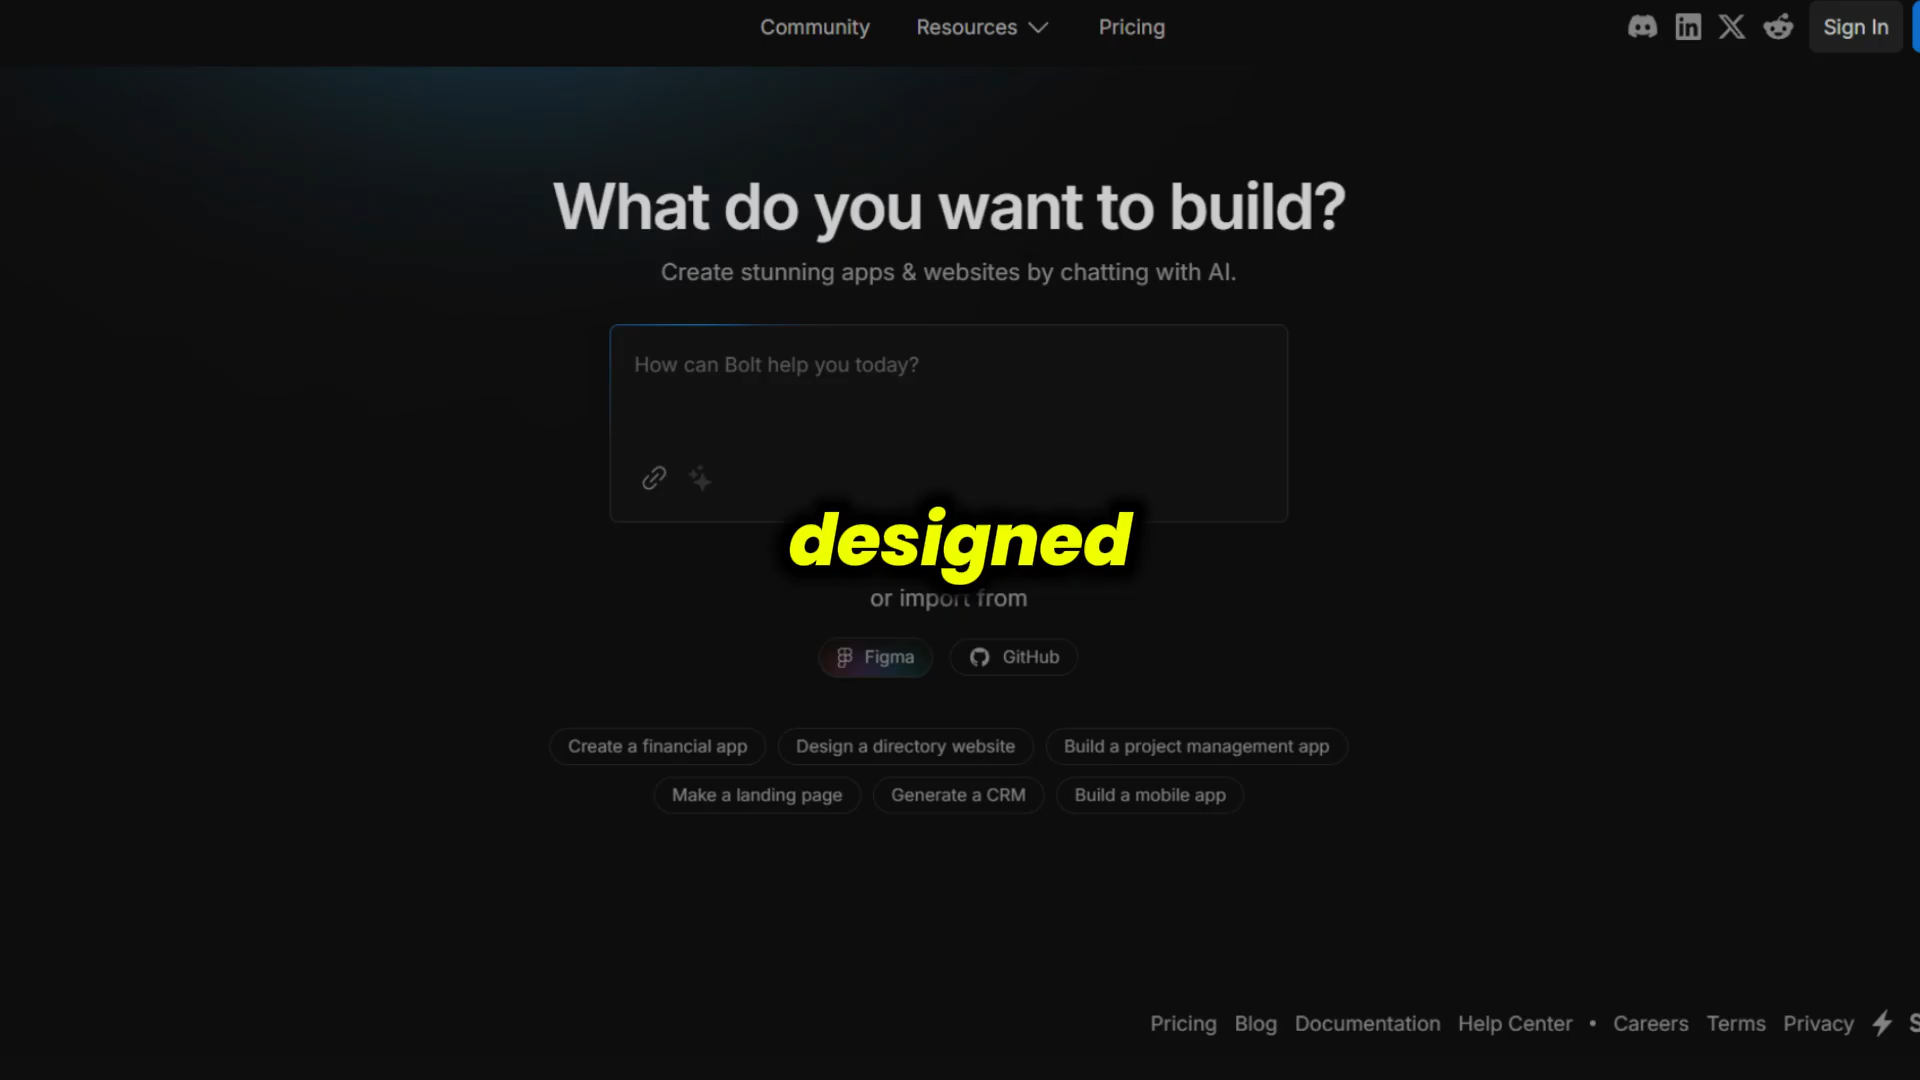 Community Resources Pricing Sign In
What do you want to build?
Create stunning apps & websites by chatting with AI.
How can Bolt help you today?
designed
or import from
Figma GitHub
Create a financial app Design a directory website Build a project management app
Make a landing page Generate a CRM Build a mobile app
Pricing Blog Documentation Help Center • Careers Terms Privacy S